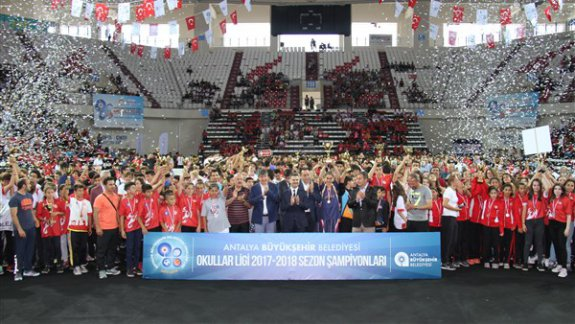 ANTALYA BÜYÜKŞEHİR BELEDİYESİ
OKULLAR LİGİ 2017-2018 SEZON ŞAMPİYONLARI
ANTALYA
BÜYÜKŞEHİR
BELEDİYESİ